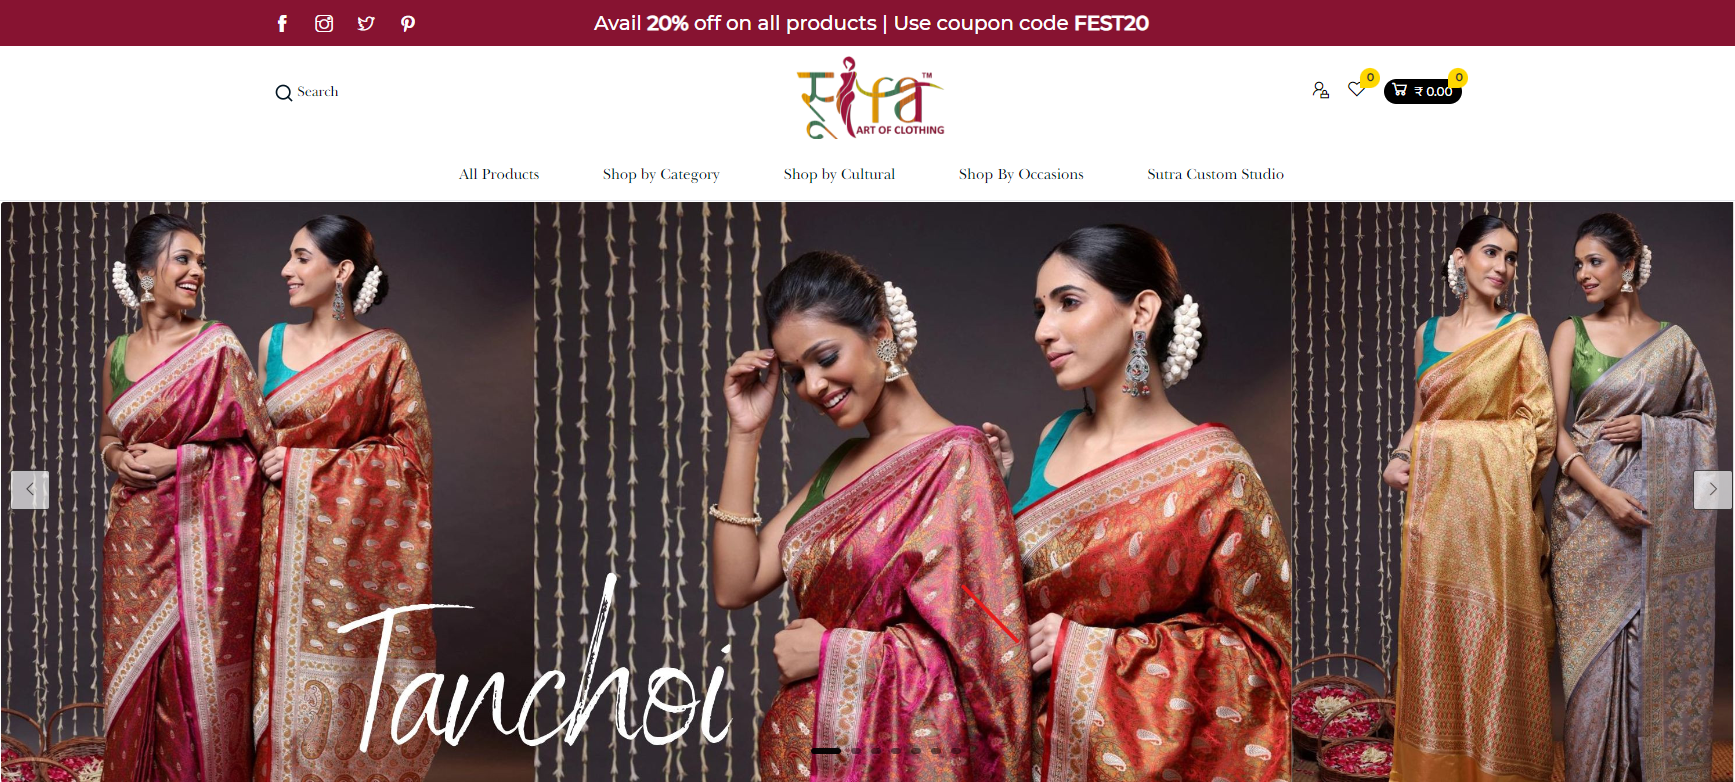 Avail 20% off on all products | Use coupon code FEST20
Search
TM
ART OF CLOTHING
0
0
₹ 0.00
All Products
Shop by Category
Shop by Cultural
Shop By Occasions
Sutra Custom Studio
Tanchoi